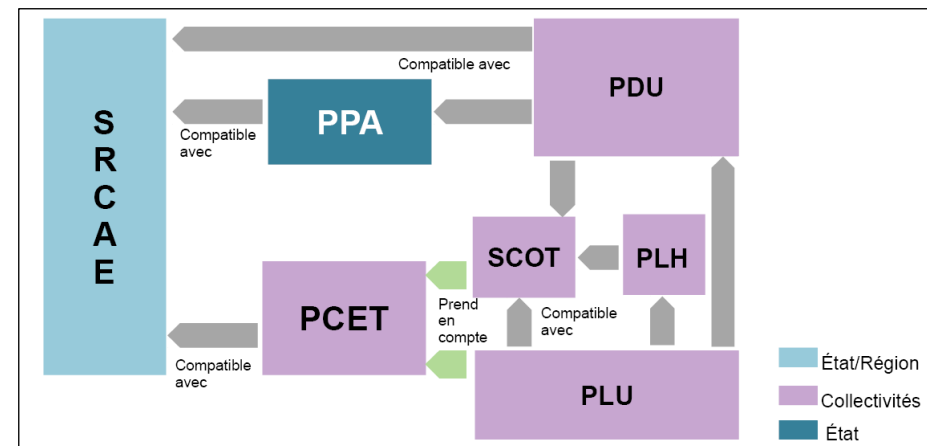 S
R
C
A
E
Compatible avec
PDU
PPA
Compatible
avec
SCOT
PLH
PCET
Prend
en
compte
Compatible
avec
Compatible
avec
PLU
État/Région
Collectivités
État